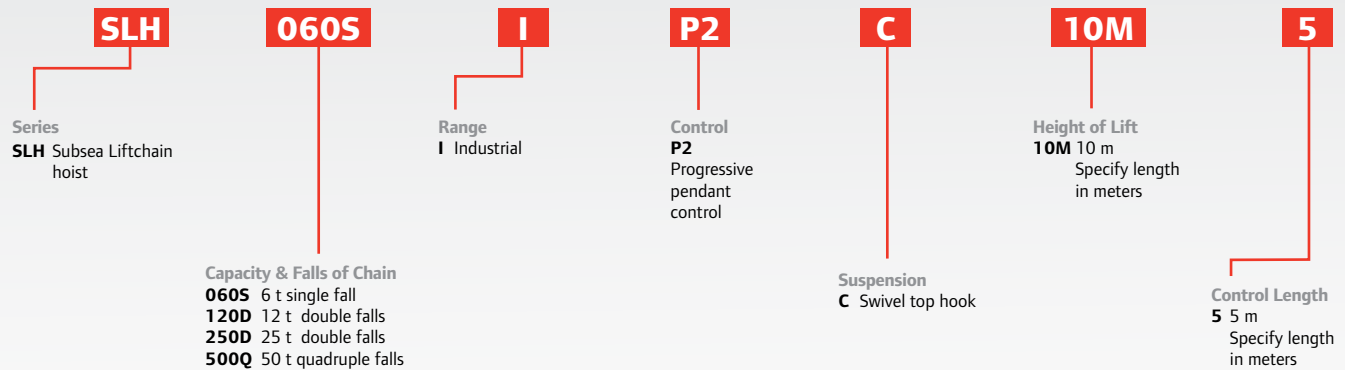 SLH 060S I P2 C 10M 5
Series
SLH Subsea Liftchain
hoist
Capacity & Falls of Chain
060S 6 t single fall
120D 12 t double falls
250D 25 t double falls
500Q 50 t quadruple falls
Range
I Industrial
Control
P2
Progressive
pendant
control
Suspension
C Swivel top hook
Height of Lift
10M 10 m
Specify length
in meters
Control Length
5 5 m
Specify length
in meters